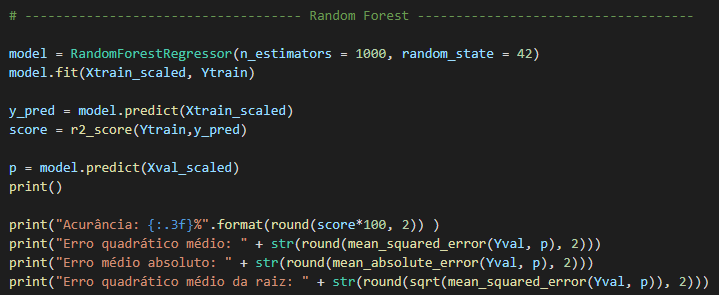 # ----------------------------------- Random Forest -----------------------------------
model = RandomForestRegressor(n_estimators = 1000, random_state = 42)
model.fit(Xtrain_scaled, Ytrain)
y_pred = model.predict(Xtrain_scaled)
score = r2_score(Ytrain,y_pred)
p = model.predict(Xval_scaled)
print()
print("Acurância: {:.3f}%".format(round(score*100, 2)) )
print("Erro quadrático médio: " + str(round(mean_squared_error(Yval, p), 2)))
print("Erro médio absoluto: " + str(round(mean_absolute_error(Yval, p), 2)))
print("Erro quadrático médio da raiz: " + str(round(sqrt(mean_squared_error(Yval, p)), 2)))